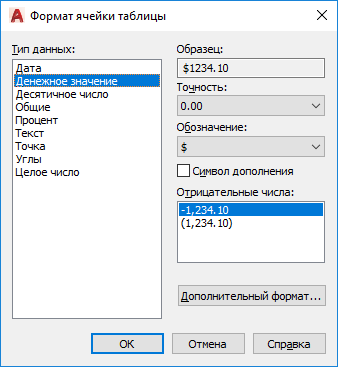 Формат ячейки таблицы
Тип данных:
Дата
Денежное значение
Десятичное число
Общие
Процент
Текст
Точка
Углы
Целое число
Образец:
$1234.10
Точность:
0.00
Обозначение:
$
Символ дополнения
Отрицательные числа:
-1,234.10
(1,234.10)
Дополнительный формат...
ОК
Отмена
Справка